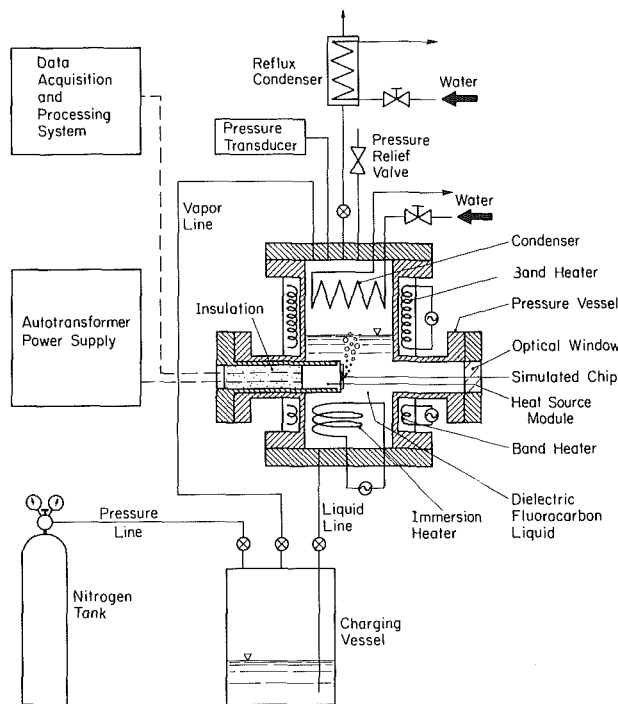 Data
Acquisition
and
Processing
System
Reflux
Condenser
Water
Pressure
Transducer
Pressure
Relief
Valve
Vapor
Line
Water
Condenser
Band Heater
Pressure Vessel
Insulation
Autotransformer
Power Supply
Optical Window
Simulated Chip
Heat Source
Module
Band Heater
Dielectric
Fluorocarbon
Liquid
Immersion
Heater
Liquid
Line
Pressure
Line
Nitrogen
Tank
Charging
Vessel